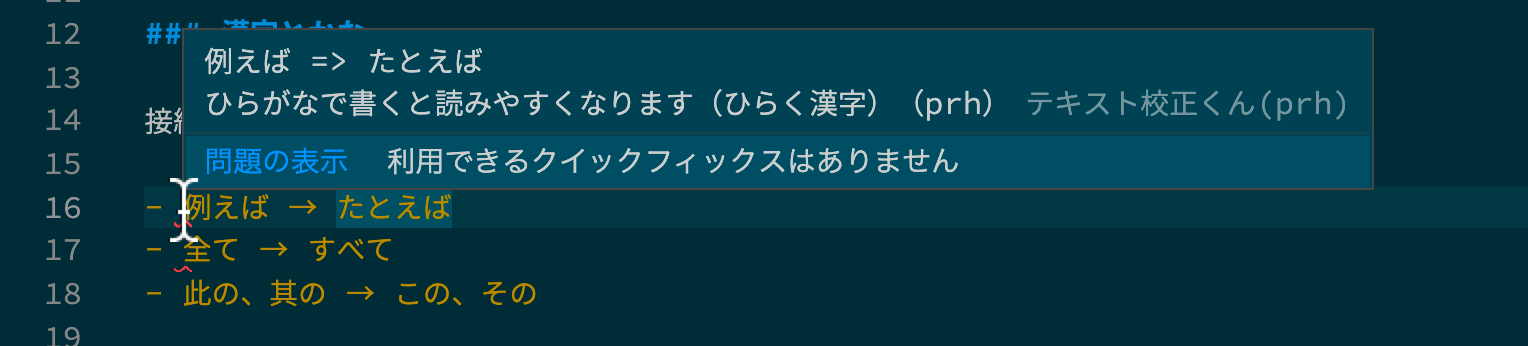 12 ### 漢字とかな
例えば => たとえば
13
ひらがなで書くと読みやすくなります（ひらく漢字）（prh） テキスト校正くん(prh)
14 接続
15 問題の表示 利用できるクイックフィックスはありません
16 - 例えば → たとえば
17 - 全て → すべて
18 - 此の、其の → この、その
19